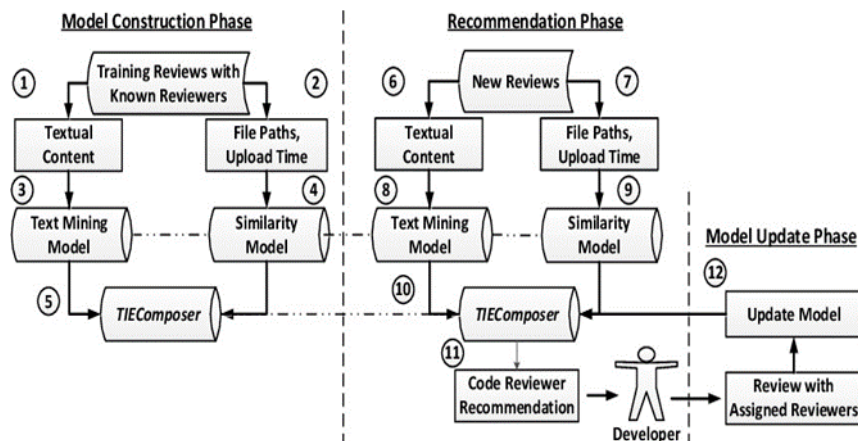 Model Construction Phase
Recommendation Phase
1
Training Reviews with
Known Reviewers
2
6
New Reviews
7
Textual
Content
File Paths,
Upload Time
Textual
Content
File Paths,
Upload Time
3
4
8
9
Text Mining
Model
Similarity
Model
Text Mining
Model
Similarity
Model
Model Update Phase
5
10
12
TIEComposer
TIEComposer
Update Model
11
Code Reviewer
Recommendation
Review with
Assigned Reviewers
Developer